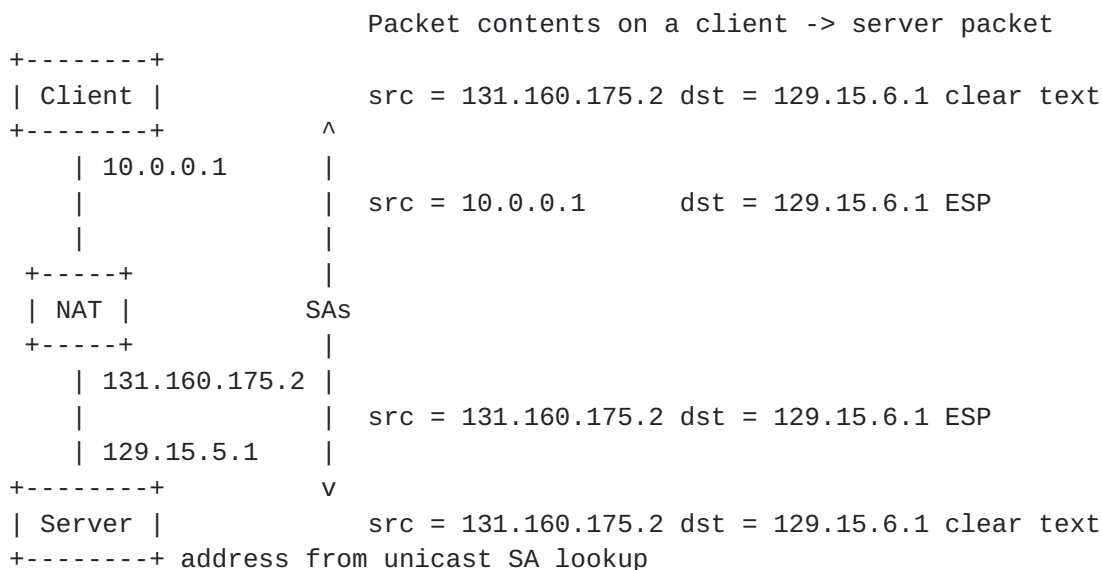 Packet contents on a client -> server packet
+--------+
| Client |             src = 131.160.175.2 dst = 129.15.6.1 clear text
+--------+          ^
    | 10.0.0.1      |
    |               |  src = 10.0.0.1      dst = 129.15.6.1 ESP
    |               |
 +-----+            |
 | NAT |           SAs
 +-----+            |
    | 131.160.175.2 |
    |               |  src = 131.160.175.2 dst = 129.15.6.1 ESP
    | 129.15.5.1    |
+--------+          v
| Server |             src = 131.160.175.2 dst = 129.15.6.1 clear text
+--------+ address from unicast SA lookup